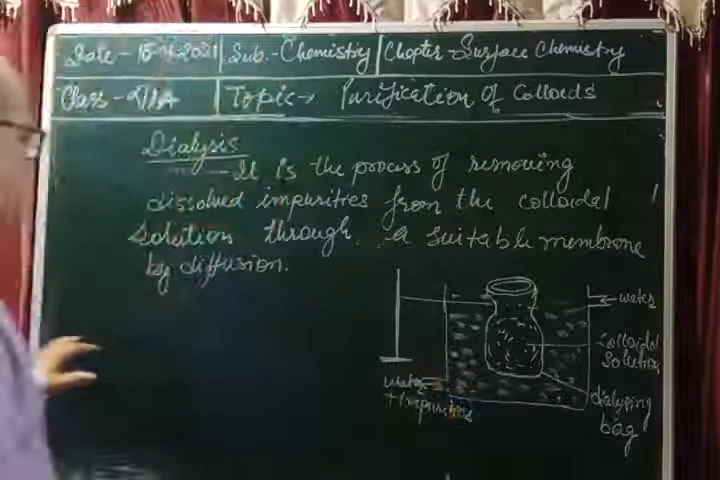 Date - 15 2021 Sub.- Chemistry Chapter - Surface Chemistry
Class - XIIA Topic → Purification Of Colloids
Dialysis
- It is the process of removing
dissolved impurities from the colloidal
solution through a suitable membrane
by diffusion.
water
Colloidal
Solution
water
+ Impurities
dialysing
bag